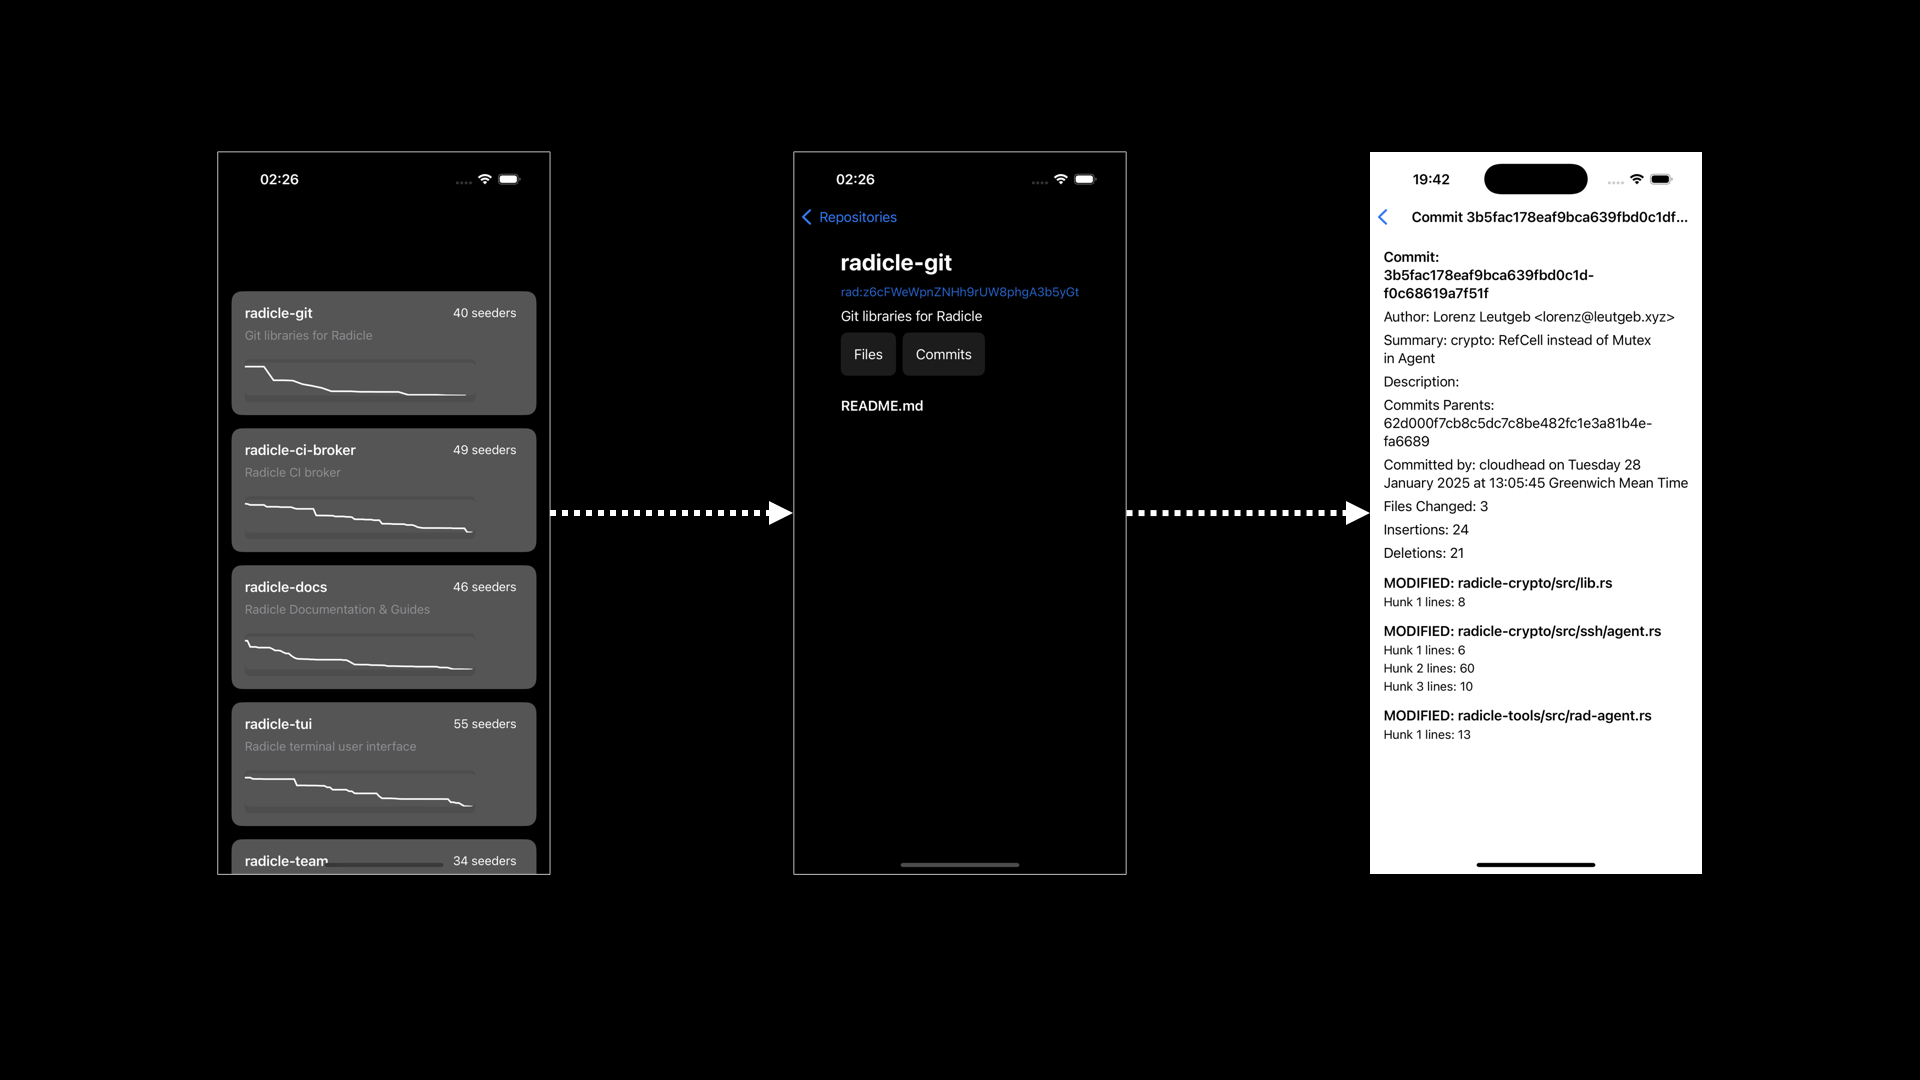 02:26
radicle-git
40 seeders
Git libraries for Radicle
radicle-ci-broker
49 seeders
Radicle CI broker
radicle-docs
46 seeders
Radicle Documentation & Guides
radicle-tui
55 seeders
Radicle terminal user interface
radicle-team
34 seeders
02:26
Repositories
radicle-git
rad:z6cFWeWpnZNHh9rUW8phgA3b5yGt
Git libraries for Radicle
Files
Commits
README.md
19:42
Commit 3b5fac178eaf9bca639fbd0c1df...
Commit:
3b5fac178eaf9bca639fbd0c1d-
f0c68619a7f51f
Author: Lorenz Leutgeb <lorenz@leutgeb.xyz>
Summary: crypto: RefCell instead of Mutex
in Agent
Description:
Commits Parents:
62d000f7cb8c5dc7c8be482fc1e3a81b4e-
fa6689
Committed by: cloudhead on Tuesday 28
January 2025 at 13:05:45 Greenwich Mean Time
Files Changed: 3
Insertions: 24
Deletions: 21
MODIFIED: radicle-crypto/src/lib.rs
Hunk 1 lines: 8
MODIFIED: radicle-crypto/src/ssh/agent.rs
Hunk 1 lines: 6
Hunk 2 lines: 60
Hunk 3 lines: 10
MODIFIED: radicle-tools/src/rad-agent.rs
Hunk 1 lines: 13